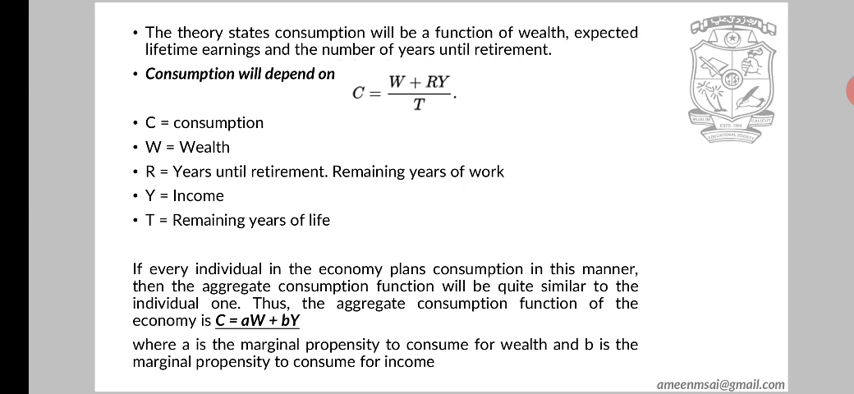 • The theory states consumption will be a function of wealth, expected
lifetime earnings and the number of years until retirement.
• Consumption will depend on
C = (W + RY) / T.
• C = consumption
• W = Wealth
• R = Years until retirement. Remaining years of work
• Y = Income
• T = Remaining years of life
If every individual in the economy plans consumption in this manner,
then the aggregate consumption function will be quite similar to the
individual one. Thus, the aggregate consumption function of the
economy is C = aW + bY
where a is the marginal propensity to consume for wealth and b is the
marginal propensity to consume for income
ameenmsai@gmail.com